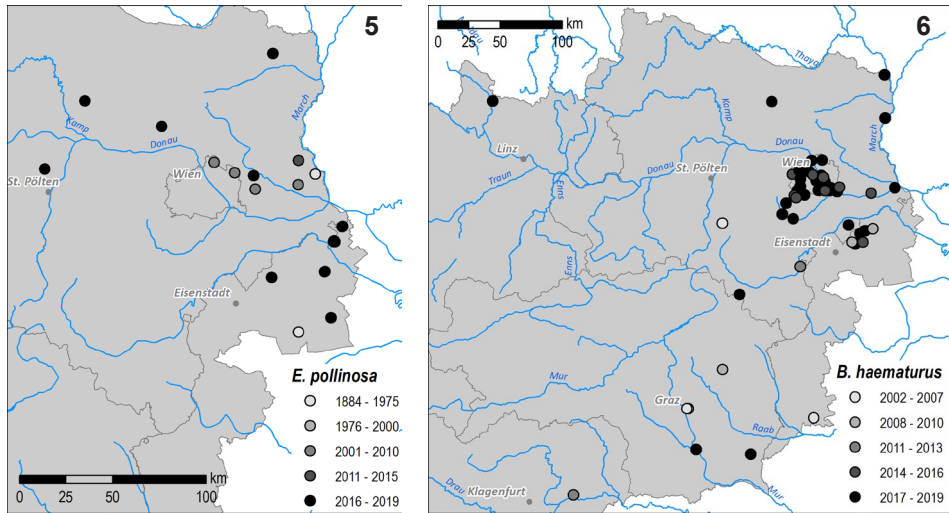 5
Kamp
Donau
March
St. Pölten
Wien
Eisenstadt
E. pollinosa
1884 - 1975
1976 - 2000
2001 - 2010
2011 - 2015
2016 - 2019
km
0 25 50 100
6
km
0 25 50 100
Thaya
Kamp
March
Donau
Linz
Wien
Donau
St. Pölten
Traun
Enns
Eisenstadt
Enns
Mur
Graz
Raab
Mur
Drau
Klagenfurt
B. haematurus
2002 - 2007
2008 - 2010
2011 - 2013
2014 - 2016
2017 - 2019